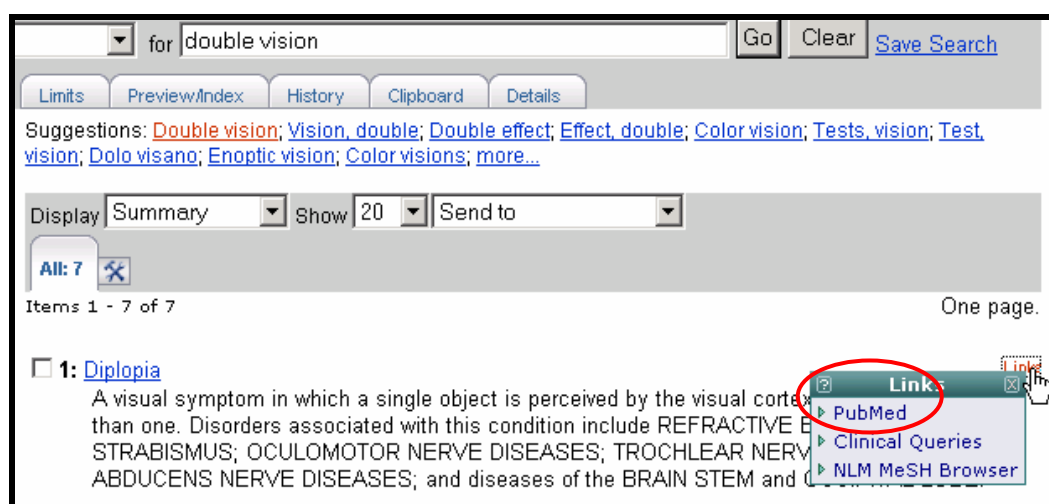 for double vision Go Clear Save Search
Limits Preview/Index History Clipboard Details
Suggestions: Double vision; Vision, double; Double effect; Effect, double; Color vision; Tests, vision; Test,
vision; Dolo visano; Enoptic vision; Color visions; more...
Display Summary Show 20 Send to
All: 7
Items 1 - 7 of 7 One page.
1: Diplopia Links
A visual symptom in which a single object is perceived by the visual
than one. Disorders associated with this condition include REFRACTIVE
STRABISMUS; OCULOMOTOR NERVE DISEASES; TROCHLEAR
ABDUCENS NERVE DISEASES; and diseases of the BRAIN STEM and
? Links X
PubMed
Clinical Queries
NLM MeSH Browser